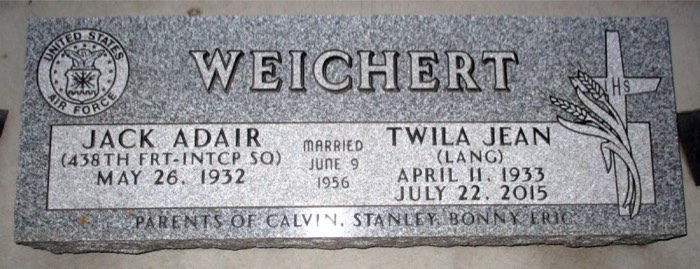 UNITED STATES
AIR FORCE
WEICHERT
IHS
JACK ADAIR
(438TH FRT-INTCP SQ)
MAY 26, 1932
MARRIED
JUNE 9
1956
TWILA JEAN
(LANG)
APRIL 11, 1933
JULY 22, 2015
PARENTS OF CALVIN, STANLEY, BONNY, ERIC